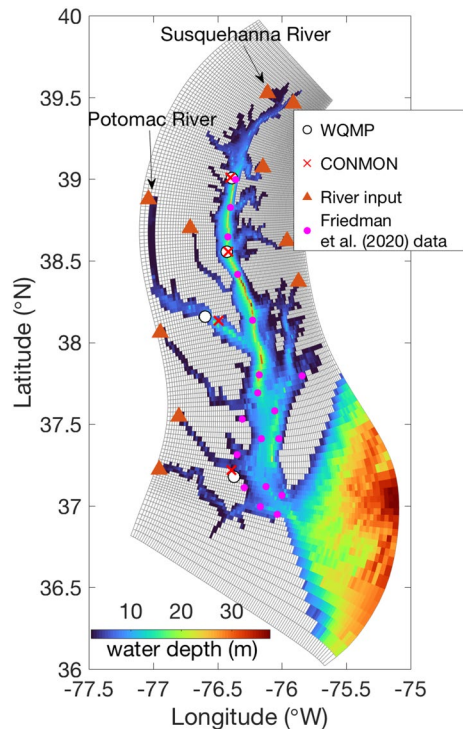 40
Susquehanna River
39.5
Potomac River
WQMP
39
CONMON
River input
Friedman
et al. (2020) data
38.5
Latitude (°N)
38
37.5
37
36.5
10 20 30
water depth (m)
36
-77.5 -77 -76.5 -76 -75.5 -75
Longitude (°W)